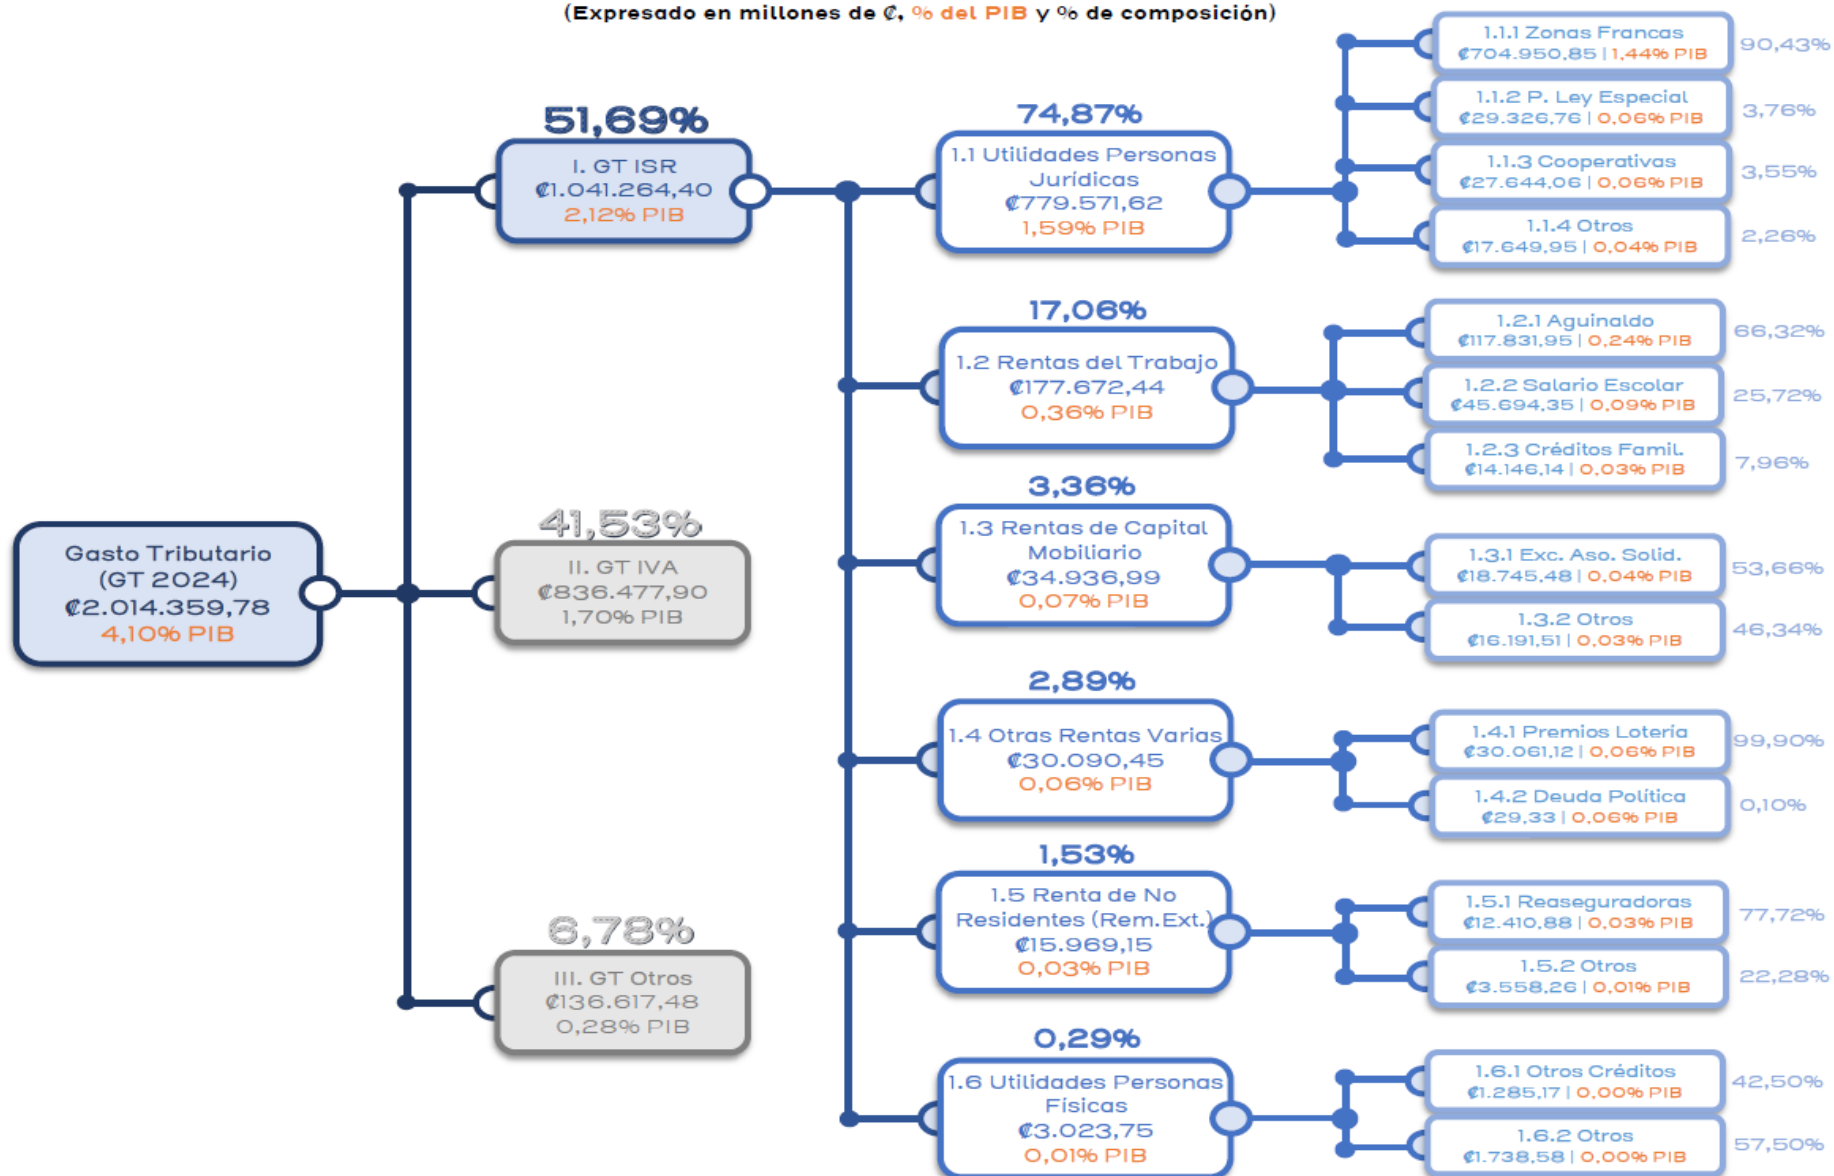 (Expresado en millones de ₡, % del PIB y % de composición)
Gasto Tributario
(GT 2024)
₡2.014.359,78
4,10% PIB
51,69%
I. GT ISR
₡1.041.264,40
2,12% PIB
41,53%
II. GT IVA
₡836.477,90
1,70% PIB
6,78%
III. GT Otros
₡136.617,48
0,28% PIB
74,87%
1.1 Utilidades Personas
Jurídicas
₡779.571,62
1,59% PIB
1.1.1 Zonas Francas
₡704.950,85 | 1,44% PIB
90,43%
1.1.2 P. Ley Especial
₡29.326,76 | 0,06% PIB
3,76%
1.1.3 Cooperativas
₡27.644,06 | 0,06% PIB
3,55%
1.1.4 Otros
₡17.649,95 | 0,04% PIB
2,26%
17,06%
1.2 Rentas del Trabajo
₡177.672,44
0,36% PIB
1.2.1 Aguinaldo
₡117.831,95 | 0,24% PIB
66,32%
1.2.2 Salario Escolar
₡45.694,35 | 0,09% PIB
25,72%
1.2.3 Créditos Famil.
₡14.146,14 | 0,03% PIB
7,96%
3,36%
1.3 Rentas de Capital
Mobiliario
₡34.936,99
0,07% PIB
1.3.1 Exc. Aso. Solid.
₡18.745,48 | 0,04% PIB
53,66%
1.3.2 Otros
₡16.191,51 | 0,03% PIB
46,34%
2,89%
1.4 Otras Rentas Varias
₡30.090,45
0,06% PIB
1.4.1 Premios Lotería
₡30.061,12 | 0,06% PIB
99,90%
1.4.2 Deuda Política
₡29,33 | 0,06% PIB
0,10%
1,53%
1.5 Renta de No
Residentes (Rem.Ext.)
₡15.969,15
0,03% PIB
1.5.1 Reaseguradoras
₡12.410,88 | 0,03% PIB
77,72%
1.5.2 Otros
₡3.558,26 | 0,01% PIB
22,28%
0,29%
1.6 Utilidades Personas
Físicas
₡3.023,75
0,01% PIB
1.6.1 Otros Créditos
₡1.285,17 | 0,00% PIB
42,50%
1.6.2 Otros
₡1.738,58 | 0,00% PIB
57,50%